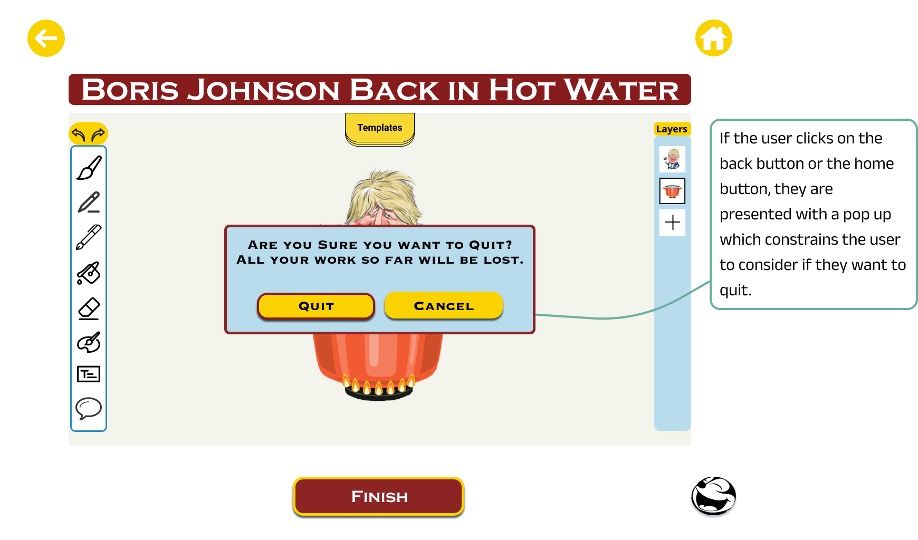 BORIS JOHNSON BACK IN HOT WATER
Templates
Layers
If the user clicks on the
back button or the home
button, they are
presented with a pop up
which constrains the user
to consider if they want to
quit.
ARE YOU SURE YOU WANT TO QUIT?
ALL YOUR WORK SO FAR WILL BE LOST.
QUIT
CANCEL
FINISH